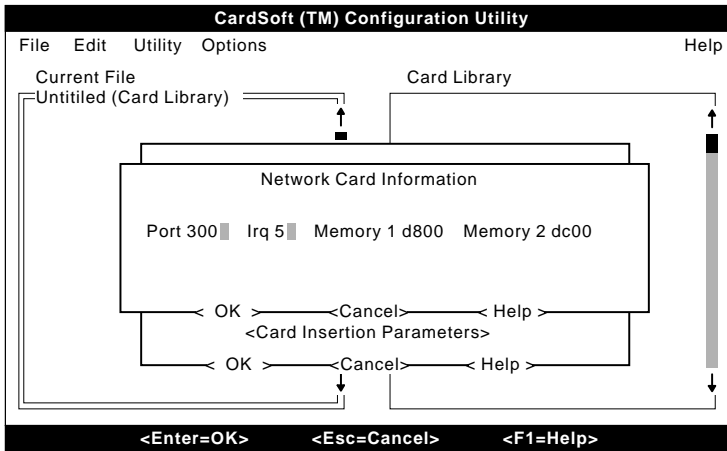 CardSoft (TM) Configuration Utility
File Edit Utility Options Help
Current File Card Library
Untitiled (Card Library)
Network Card Information
Port 300 Irq 5 Memory 1 d800 Memory 2 dc00
< OK > <Cancel> < Help >
<Card Insertion Parameters>
< OK > <Cancel> < Help >
<Enter=OK> <Esc=Cancel> <F1=Help>